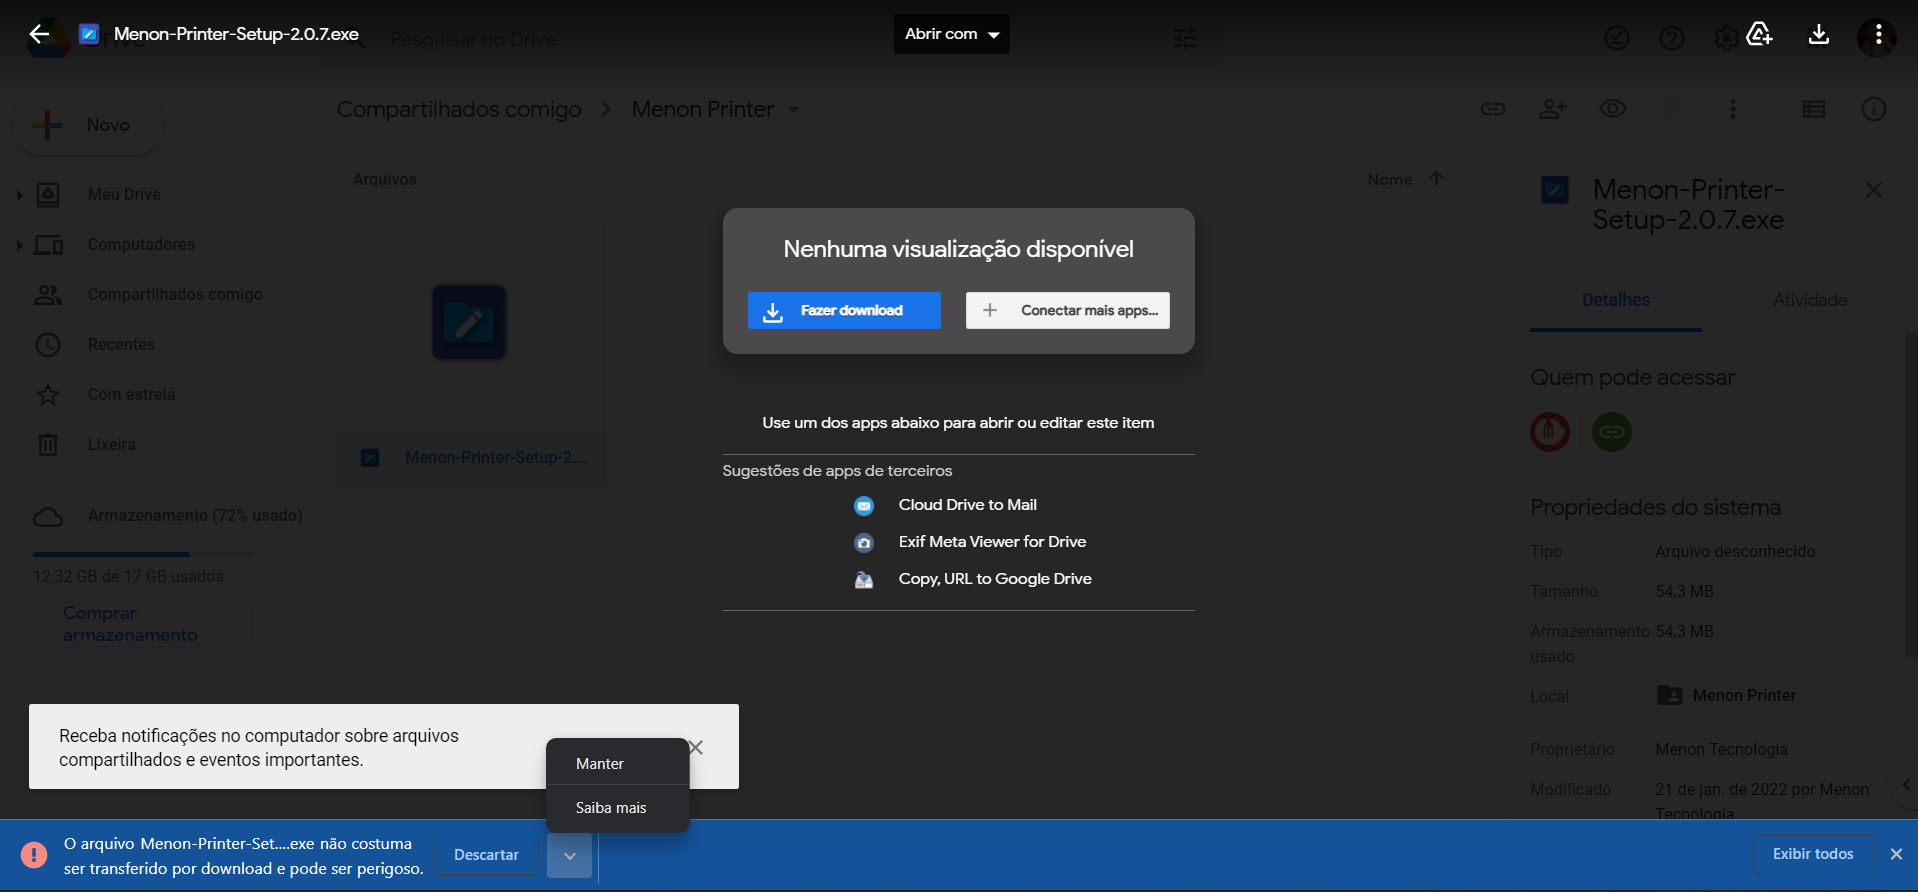 Menon-Printer-Setup-2.0.7.exe
Pesquisar no Drive
Abrir com
Novo
Compartilhados comigo
Menon Printer
Meu Drive
Computadores
Compartilhados comigo
Recentes
Com estrela
Lixeira
Armazenamento (72% usado)
12,32 GB de 17 GB usados
Comprar
armazenamento
Arquivos
Nome
Menon-Printer-Setup-2....
Nenhuma visualização disponível
Fazer download
Conectar mais apps...
Use um dos apps abaixo para abrir ou editar este item
Sugestões de apps de terceiros
Cloud Drive to Mail
Exif Meta Viewer for Drive
Copy, URL to Google Drive
Menon-Printer-
Setup-2.0.7.exe
Detalhes
Atividade
Quem pode acessar
Propriedades do sistema
Tipo
Arquivo desconhecido
Tamanho
54,3 MB
Armazenamento
usado
54,3 MB
Local
Menon Printer
Proprietário
Menon Tecnologia
Modificado
21 de jan. de 2022 por Menon
Tecnologia
Receba notificações no computador sobre arquivos
compartilhados e eventos importantes.
Manter
Saiba mais
O arquivo Menon-Printer-Set....exe não costuma
ser transferido por download e pode ser perigoso.
Descartar
Exibir todos